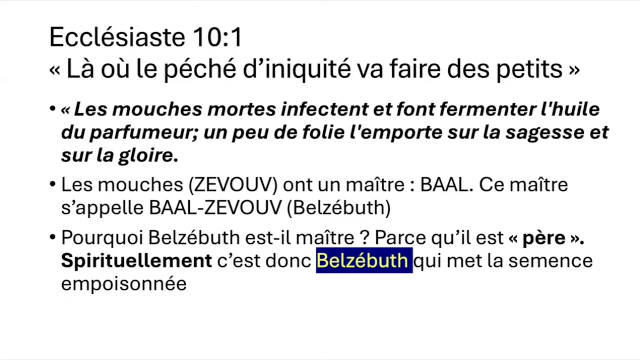 Ecclésiaste 10:1
« Là où le péché d’iniquité va faire des petits »
• « Les mouches mortes infectent et font fermenter l'huile
du parfumeur; un peu de folie l'emporte sur la sagesse et
sur la gloire.
• Les mouches (ZEVOUV) ont un maître : BAAL. Ce maître
s’appelle BAAL-ZEVOUV (Belzébuth)
• Pourquoi Belzébuth est-il maître ? Parce qu’il est « père ».
Spirituellement c’est donc Belzébuth qui met la semence
empoisonnée